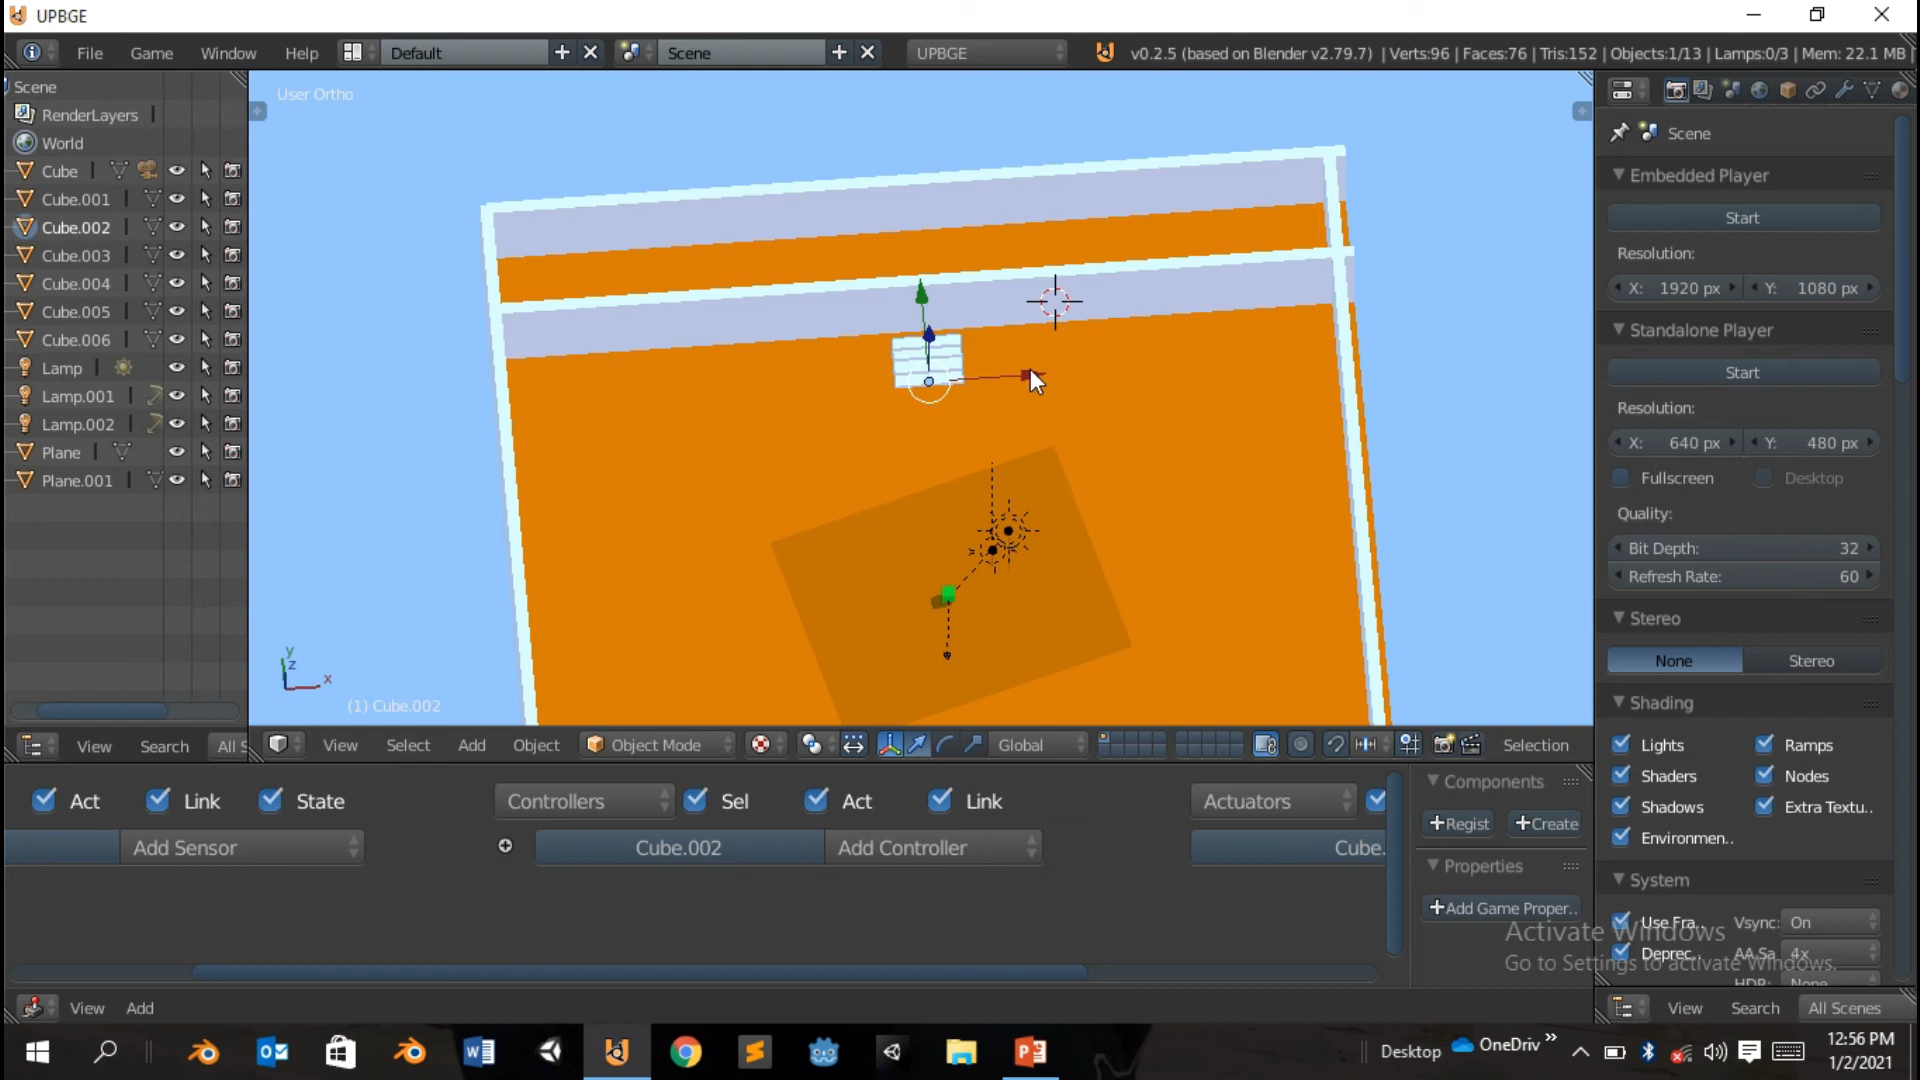 UPBGE
File Game Window Help Default Scene UPBGE v0.2.5 (based on Blender v2.79.7) | Verts:96 | Faces:76 | Tris:152 | Objects:1/13 | Lamps:0/3 | Mem: 22.1 MB |
Scene
RenderLayers
World
Cube
Cube.001
Cube.002
Cube.003
Cube.004
Cube.005
Cube.006
Lamp
Lamp.001
Lamp.002
Plane
Plane.001
View Search All S
User Ortho
y
z
x
(1) Cube.002
View Select Add Object Object Mode Global Selection
Scene
Embedded Player
Start
Resolution:
X: 1920 px Y: 1080 px
Standalone Player
Start
Resolution:
X: 640 px Y: 480 px
Fullscreen Desktop
Quality:
Bit Depth: 32
Refresh Rate: 60
Stereo
None Stereo
Shading
Lights Ramps
Shaders Nodes
Shadows Extra Textu..
Environmen..
System
Use Fra.. Vsync: On
Deprec.. AA Sa 4x
HDR: None
View Search All Scenes
Act Link State Controllers Sel Act Link Actuators
Add Sensor Cube.002 Add Controller Cube.
Components
Regist Create
Properties
Add Game Proper..
Activate Windows
Go to Settings to activate Windows.
View Add
Desktop OneDriv
12:56 PM
1/2/2021